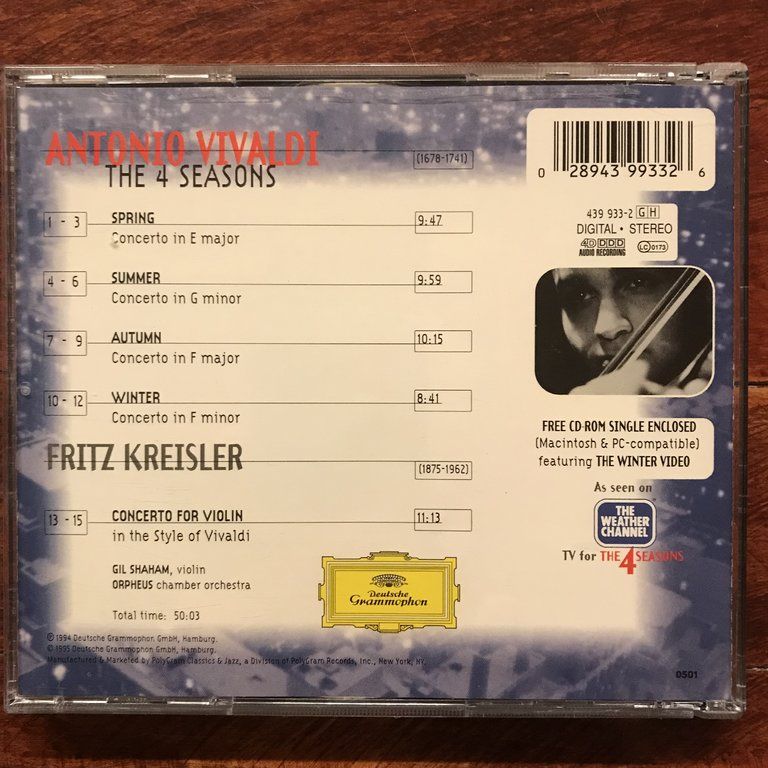 ANTONIO VIVALDI
(1678-1741)
THE 4 SEASONS
1 - 3 SPRING 9:47
Concerto in E major
4 - 6 SUMMER 9:59
Concerto in G minor
7 - 9 AUTUMN 10:15
Concerto in F major
10 - 12 WINTER 8:41
Concerto in F minor
FRITZ KREISLER
(1875-1962)
13 - 15 CONCERTO FOR VIOLIN 11:13
in the Style of Vivaldi
GIL SHAHAM, violin
ORPHEUS chamber orchestra
Total time: 50:03
Deutsche
Grammophon
℗ 1994 Deutsche Grammophon GmbH, Hamburg.
© 1995 Deutsche Grammophon GmbH, Hamburg.
Manufactured & Marketed by PolyGram Classics & Jazz, a Division of PolyGram Records, Inc., New York, NY.
0 28943 99332 6
439 933-2 GH
DIGITAL • STEREO
4D DDD
AUDIO RECORDING
LC 0173
FREE CD-ROM SINGLE ENCLOSED
(Macintosh & PC-compatible)
featuring THE WINTER VIDEO
As seen on
THE
WEATHER
CHANNEL
TV for THE 4 SEASONS
0501